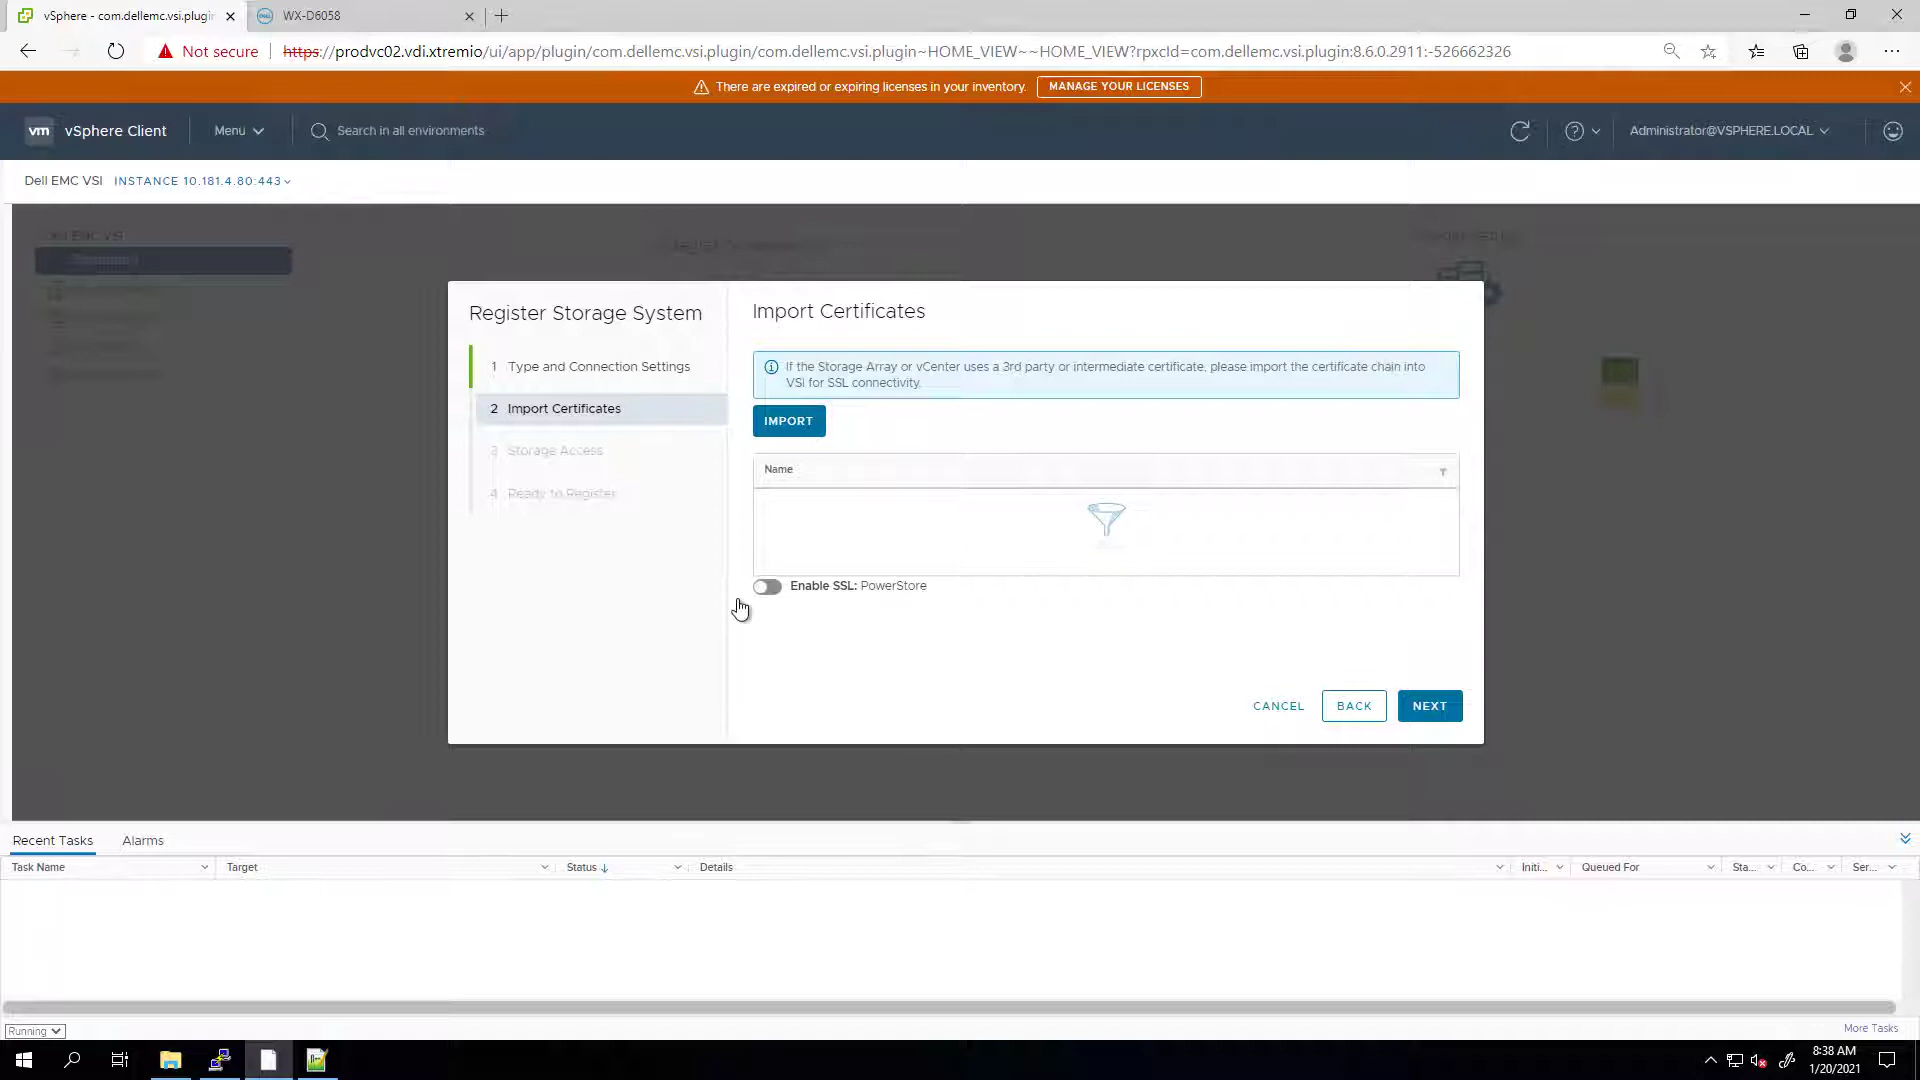 vSphere - com.dellemc.vsi.plugi
WX-D6058
Not secure
https://prodvc02.vdi.xtremio/ui/app/plugin/com.dellemc.vsi.plugin/com.dellemc.vsi.plugin~HOME_VIEW~~HOME_VIEW?rpxcId=com.dellemc.vsi.plugin:8.6.0.2911:-526662326
There are expired or expiring licenses in your inventory.
MANAGE YOUR LICENSES
vm vSphere Client
Menu
Search in all environments
Administrator@VSPHERE.LOCAL
Dell EMC VSI
INSTANCE 10.181.4.80:443
Register Storage System
1 Type and Connection Settings
2 Import Certificates
3 Storage Access
4 Ready to Register
Import Certificates
If the Storage Array or vCenter uses a 3rd party or intermediate certificate, please import the certificate chain into
VSI for SSL connectivity.
IMPORT
Name
Enable SSL: PowerStore
CANCEL
BACK
NEXT
Recent Tasks
Alarms
Task Name
Target
Status
Details
Initi...
Queued For
Sta...
Co...
Ser...
Running
More Tasks
8:38 AM
1/20/2021